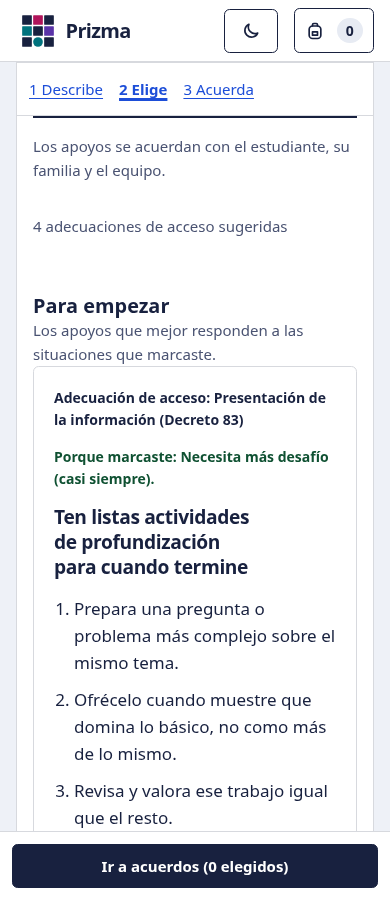 Prizma
0
1 Describe 2 Elige 3 Acuerda
Los apoyos se acuerdan con el estudiante, su
familia y el equipo.
4 adecuaciones de acceso sugeridas
Para empezar
Los apoyos que mejor responden a las
situaciones que marcaste.
Adecuación de acceso: Presentación de
la información (Decreto 83)
Porque marcaste: Necesita más desafío
(casi siempre).
Ten listas actividades
de profundización
para cuando termine
1. Prepara una pregunta o
problema más complejo sobre el
mismo tema.
2. Ofrécelo cuando muestre que
domina lo básico, no como más
de lo mismo.
3. Revisa y valora ese trabajo igual
que el resto.
Ir a acuerdos (0 elegidos)